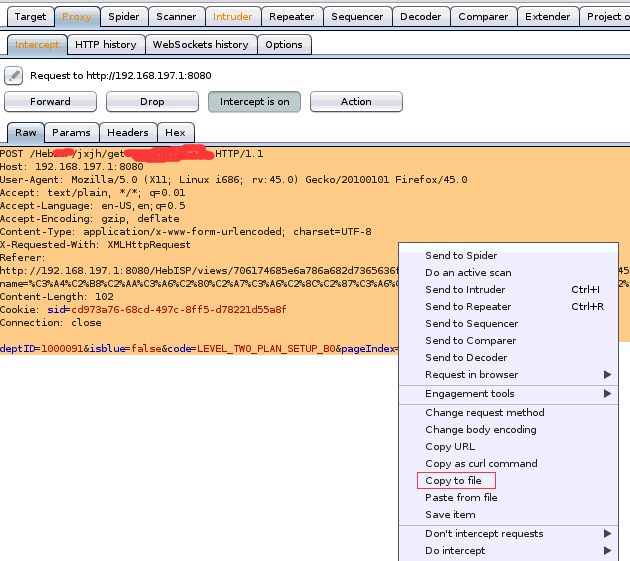 Target Proxy Spider Scanner Intruder Repeater Sequencer Decoder Comparer Extender Project o
Intercept HTTP history WebSockets history Options
Request to http://192.168.197.1:8080
Forward Drop Intercept is on Action
Raw Params Headers Hex
POST /Heb /jxjh/get HTTP/1.1
Host: 192.168.197.1:8080
User-Agent: Mozilla/5.0 (X11; Linux i686; rv:45.0) Gecko/20100101 Firefox/45.0
Accept: text/plain, */*; q=0.01
Accept-Language: en-US,en;q=0.5
Accept-Encoding: gzip, deflate
Content-Type: application/x-www-form-urlencoded; charset=UTF-8
X-Requested-With: XMLHttpRequest
Referer:
http://192.168.197.1:8080/HebISP/views/706174685e6a786a682d7365636f 45
name=%C3%A4%C2%B8%C2%AA%C3%A6%C2%80%C2%A7%C3%A6%C2%8C%C2%87%C3%A6%C
Content-Length: 102
Cookie: sid=cd973a76-68cd-497c-8ff5-d78221d55a8f
Connection: close
deptID=1000091&isblue=false&code=LEVEL_TWO_PLAN_SETUP_B0&pageIndex=
Send to Spider
Do an active scan
Send to Intruder Ctrl+I
Send to Repeater Ctrl+R
Send to Sequencer
Send to Comparer
Send to Decoder
Request in browser
Engagement tools
Change request method
Change body encoding
Copy URL
Copy as curl command
Copy to file
Paste from file
Save item
Don't intercept requests
Do intercept